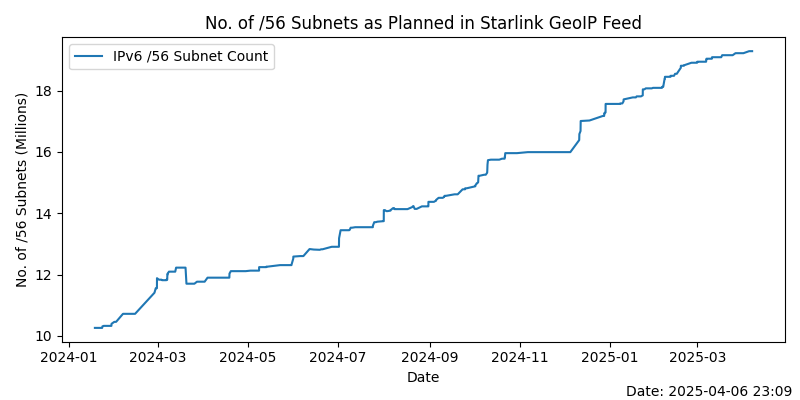 No. of /56 Subnets as Planned in Starlink GeoIP Feed
IPv6 /56 Subnet Count
No. of /56 Subnets (Millions)
18
16
14
12
10
2024-01 2024-03 2024-05 2024-07 2024-09 2024-11 2025-01 2025-03
Date
Date: 2025-04-06 23:09